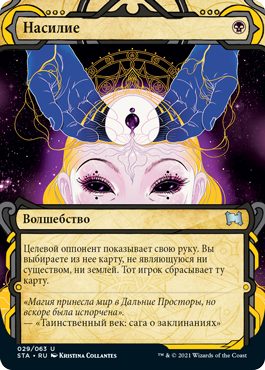 Насилие
Волшебство
Целевой оппонент показывает свою руку. Вы
выбираете из нее карту, не являющуюся ни
существом, ни землей. Тот игрок сбрасывает ту
карту.
«Магия принесла мир в Дальние Просторы, но
вскоре была испорчена».
— «Таинственный век: сага о заклинаниях»
029/063 U
STA • RU KRISTINA COLLANTES
™ & © 2021 Wizards of the Coast